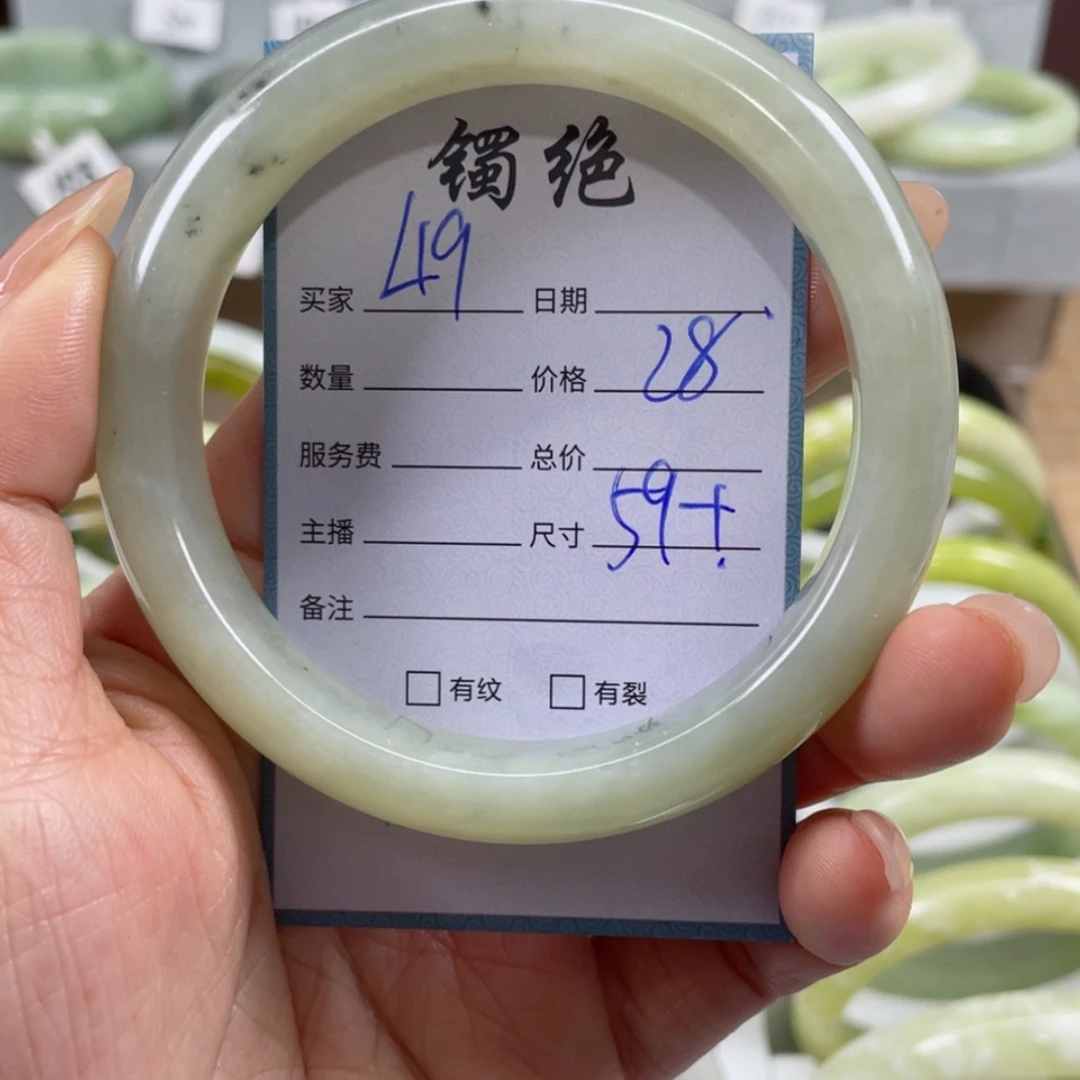 镯绝
买家 49 日期
数量 价格 28
服务费 总价
主播 尺寸 59+
备注
□有纹 □有裂